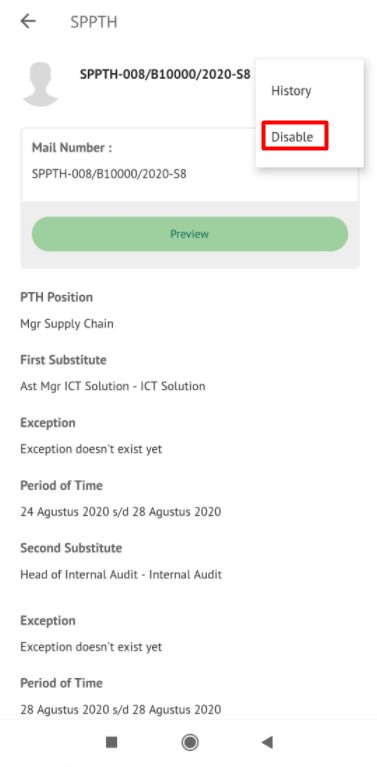 SPPTH
SPPTH-008/B10000/2020-S8
History
Disable
Mail Number :
SPPTH-008/B10000/2020-S8
Preview
PTH Position
Mgr Supply Chain
First Substitute
Ast Mgr ICT Solution - ICT Solution
Exception
Exception doesn't exist yet
Period of Time
24 Agustus 2020 s/d 28 Agustus 2020
Second Substitute
Head of Internal Audit - Internal Audit
Exception
Exception doesn't exist yet
Period of Time
28 Agustus 2020 s/d 28 Agustus 2020